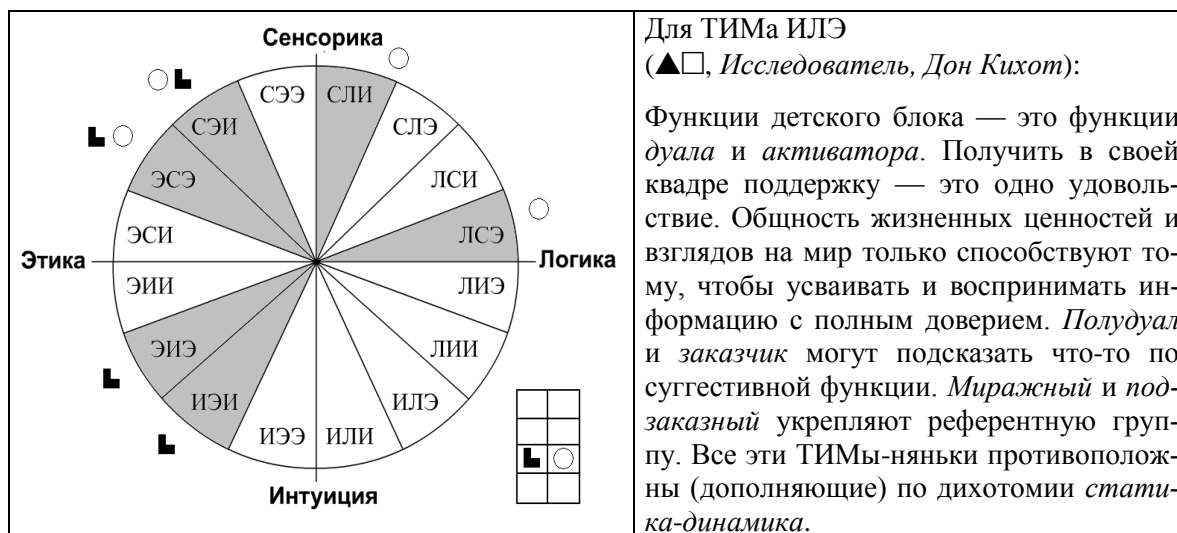 Сенсорика
СЭЭ СЛИ
СЭИ СЛЭ
ЭСЭ ЛСИ
ЭСИ ЛСЭ
Этика Логика
ЭИИ ЛИЭ
ЭИЭ ЛИИ
ИЭИ ИЛЭ
ИЭЭ ИЛИ
Интуиция
Для ТИМа ИЛЭ
(▲□, Исследователь, Дон Кихот):
Функции детского блока — это функции
дуала и активатора. Получить в своей
квадре поддержку — это одно удоволь-
ствие. Общность жизненных ценностей и
взглядов на мир только способствуют то-
му, чтобы усваивать и воспринимать ин-
формацию с полным доверием. Полудуал
и заказчик могут подсказать что-то по
суггестивной функции. Миражный и под-
заказный укрепляют референтную груп-
пу. Все эти ТИМы-няньки противополож-
ны (дополняющие) по дихотомии стати-
ка-динамика.